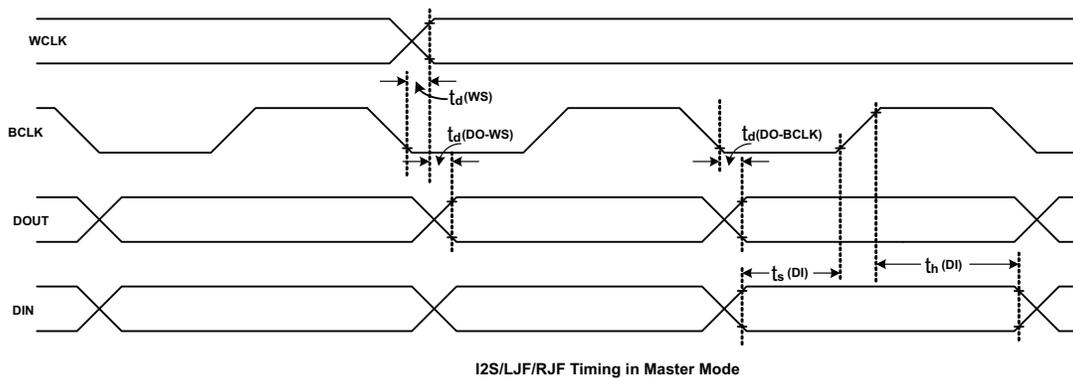 WCLK
td(WS)
BCLK
td(DO-WS)
td(DO-BCLK)
DOUT
ts(DI)
th(DI)
DIN
I2S/LJF/RJF Timing in Master Mode